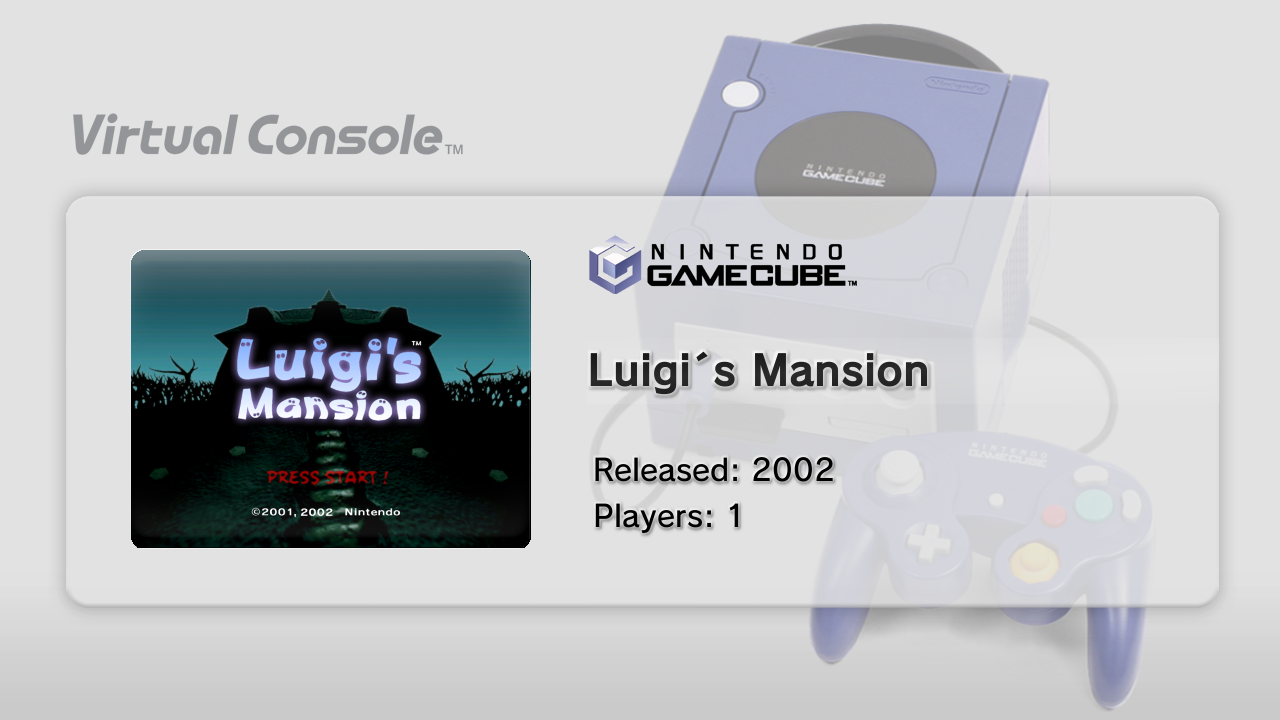 Virtual Console™
Nintendo
NINTENDO
GAMECUBE
NINTENDO
GAMECUBE™
Luigi's™
Mansion
PRESS START !
©2001, 2002 Nintendo
Luigi´s Mansion
Released: 2002
Players: 1
NINTENDO
GAMECUBE